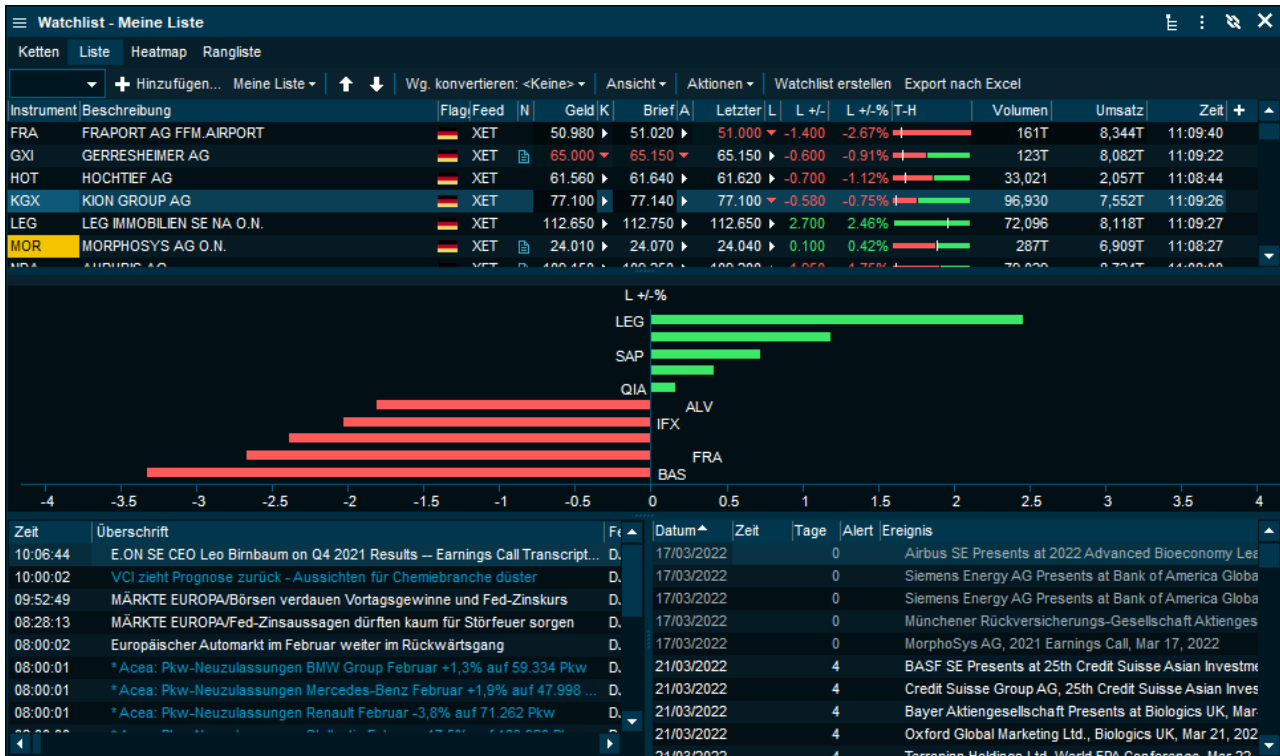 Watchlist - Meine Liste
Ketten Liste Heatmap Rangliste
Hinzufügen... Meine Liste Wg. konvertieren: <Keine> Ansicht Aktionen Watchlist erstellen Export nach Excel
Instrument Beschreibung Flag Feed N Geld K Brief A Letzter L L +/- L +/-% T-H Volumen Umsatz Zeit +
FRA FRAPORT AG FFM.AIRPORT XET 50.980 51.020 51.000 -1.400 -2.67% 161T 8,344T 11:09:40
GXI GERRESHEIMER AG XET 65.000 65.150 65.150 -0.600 -0.91% 123T 8,082T 11:09:22
HOT HOCHTIEF AG XET 61.560 61.640 61.620 -0.700 -1.12% 33,021 2,057T 11:08:44
KGX KION GROUP AG XET 77.100 77.140 77.100 -0.580 -0.75% 96,930 7,552T 11:09:26
LEG LEG IMMOBILIEN SE NA O.N. XET 112.650 112.750 112.650 2.700 2.46% 72,096 8,118T 11:09:27
MOR MORPHOSYS AG O.N. XET 24.010 24.070 24.040 0.100 0.42% 287T 6,909T 11:08:27
L +/-%
LEG
SAP
QIA
ALV
IFX
FRA
BAS
-4 -3.5 -3 -2.5 -2 -1.5 -1 -0.5 0 0.5 1 1.5 2 2.5 3 3.5 4
Zeit Überschrift Fe
10:06:44 E.ON SE CEO Leo Birnbaum on Q4 2021 Results -- Earnings Call Transcript... D.
10:00:02 VCI zieht Prognose zurück - Aussichten für Chemiebranche düster D.
09:52:49 MÄRKTE EUROPA/Börsen verdauen Vortagsgewinne und Fed-Zinskurs D.
08:28:13 MÄRKTE EUROPA/Fed-Zinsaussagen dürften kaum für Störfeuer sorgen D.
08:00:02 Europäischer Automarkt im Februar weiter im Rückwärtsgang D.
08:00:01 * Acea: Pkw-Neuzulassungen BMW Group Februar +1,3% auf 59.334 Pkw D.
08:00:01 * Acea: Pkw-Neuzulassungen Mercedes-Benz Februar +1,9% auf 47.998 ... D.
08:00:01 * Acea: Pkw-Neuzulassungen Renault Februar -3,8% auf 71.262 Pkw D.
Datum Zeit Tage Alert Ereignis
17/03/2022 0 Airbus SE Presents at 2022 Advanced Bioeconomy Lea
17/03/2022 0 Siemens Energy AG Presents at Bank of America Globa
17/03/2022 0 Siemens Energy AG Presents at Bank of America Globa
17/03/2022 0 Münchener Rückversicherungs-Gesellschaft Aktienges
17/03/2022 0 MorphoSys AG, 2021 Earnings Call, Mar 17, 2022
21/03/2022 4 BASF SE Presents at 25th Credit Suisse Asian Investme
21/03/2022 4 Credit Suisse Group AG, 25th Credit Suisse Asian Inves
21/03/2022 4 Bayer Aktiengesellschaft Presents at Biologics UK, Mar-
21/03/2022 4 Oxford Global Marketing Ltd., Biologics UK, Mar 21, 202